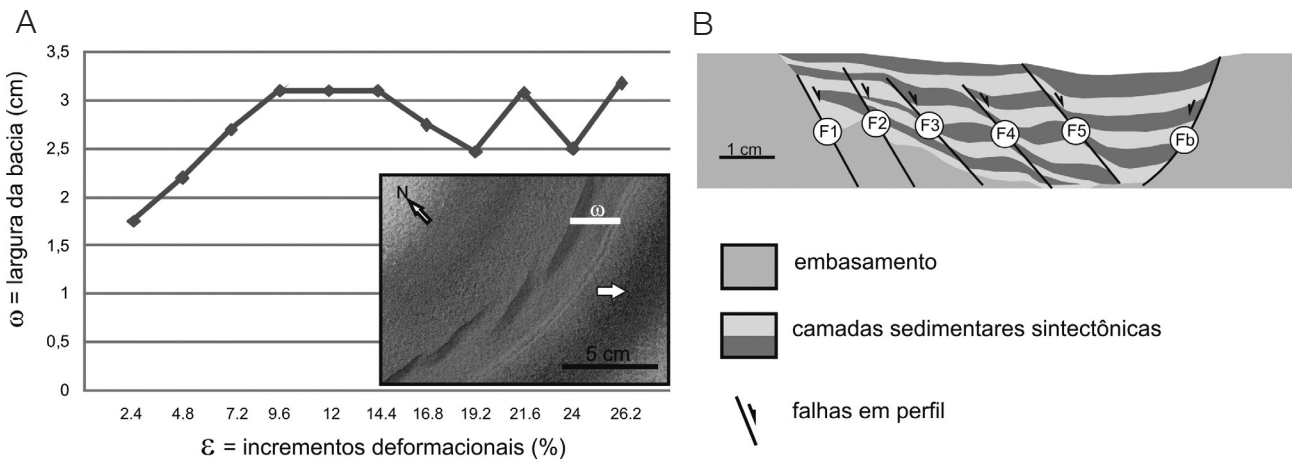 A
3,5
3
2,5
2
1,5
1
0,5
0
ω = largura da bacia (cm)
2.4 4.8 7.2 9.6 12 14.4 16.8 19.2 21.6 24 26.2
ε = incrementos deformacionais (%)
N
ω
5 cm
B
F1 F2 F3 F4 F5 Fb
1 cm
embasamento
camadas sedimentares sintectônicas
falhas em perfil